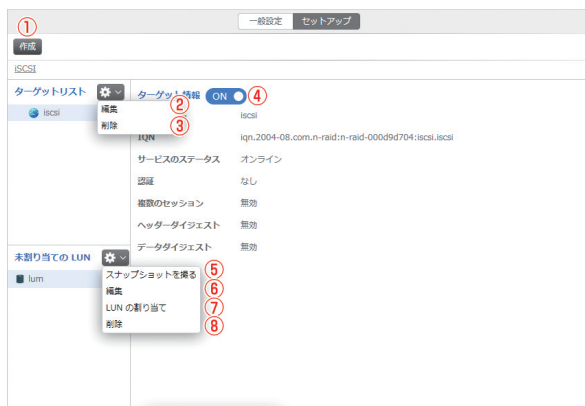 一般設定 セットアップ
①
作成
iSCSI
ターゲットリスト
iscsi
編集 ②
削除 ③
ターゲット情報 ON ④
iscsi
IQN iqn.2004-08.com.n-raid:n-raid-000d9d704:iscsi.iscsi
サービスのステータス オンライン
認証 なし
複数のセッション 無効
ヘッダーダイジェスト 無効
データダイジェスト 無効
未割り当ての LUN
lum
スナップショットを撮る ⑤
編集 ⑥
LUN の割り当て ⑦
削除 ⑧